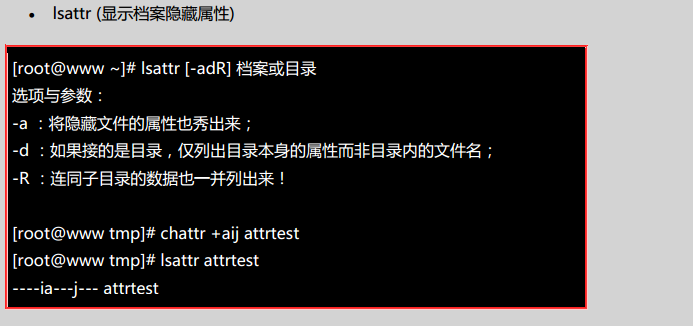 • lsattr (显示档案隐藏属性)
[root@www ~]# lsattr [-adR] 档案或目录
选项与参数：
-a ：将隐藏文件的属性也秀出来；
-d ：如果接的是目录，仅列出目录本身的属性而非目录内的文件名；
-R ：连同子目录的数据也一并列出来！
[root@www tmp]# chattr +aij attrtest
[root@www tmp]# lsattr attrtest
----ia---j--- attrtest